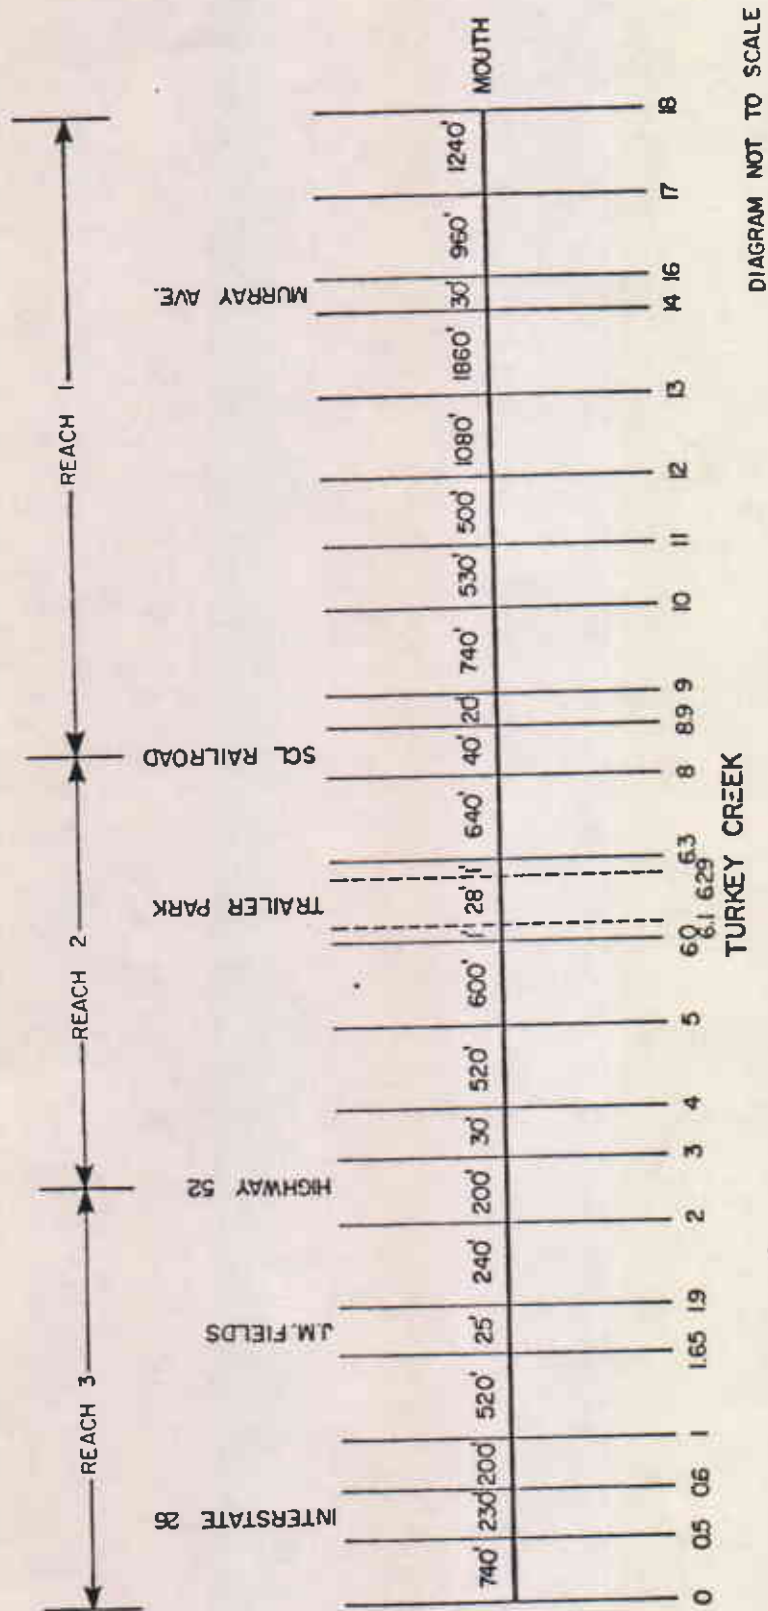 REACH 3 REACH 2 REACH 1
INTERSTATE 26
J.M. FIELDS
HIGHWAY 52
TRAILER PARK
SCL RAILROAD
MURRAY AVE.
740' 230' 200' 520' 25' 240' 200' 30' 520' 600' 1' 28' 1' 640' 40' 20' 740' 530' 500' 1080' 1860' 30' 960' 1240' MOUTH
0 0.5 0.6 1 1.65 1.9 2 3 4 5 6.0 6.1 6.29 6.3 8 8.9 9 10 11 12 13 14 16 17 18
TURKEY CREEK
DIAGRAM NOT TO SCALE